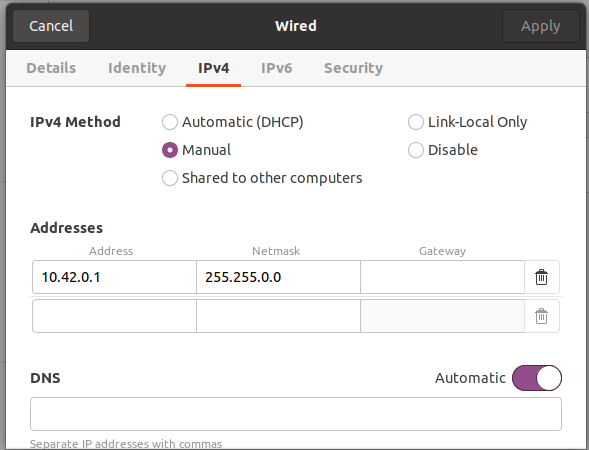 Cancel Wired Apply
Details Identity IPv4 IPv6 Security
IPv4 Method Automatic (DHCP) Link-Local Only
Manual Disable
Shared to other computers
Addresses
Address Netmask Gateway
10.42.0.1 255.255.0.0
DNS Automatic
Separate IP addresses with commas